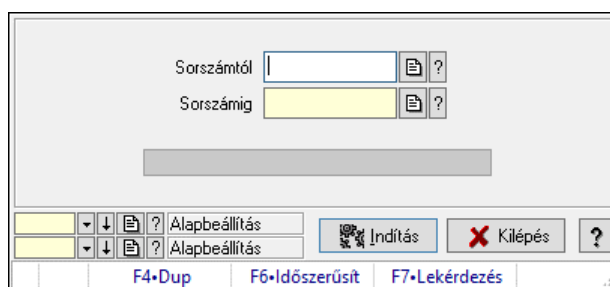 Sorszámtól ?
Sorszámig ?
? Alapbeállítás
? Alapbeállítás
Indítás Kilépés ?
F4•Dup F6•Időszerűsít F7•Lekérdezés